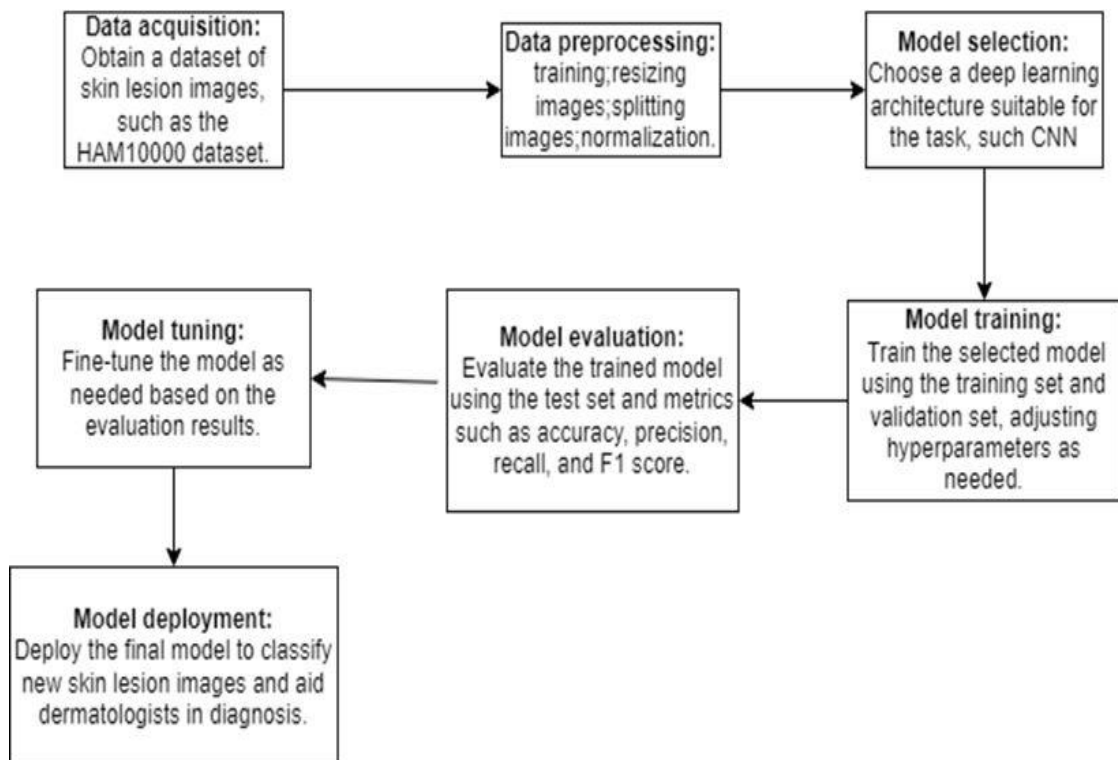 Data acquisition:
Obtain a dataset of
skin lesion images,
such as the
HAM10000 dataset.
Data preprocessing:
training;resizing
images;splitting
images;normalization.
Model selection:
Choose a deep learning
architecture suitable for
the task, such CNN
Model training:
Train the selected model
using the training set and
validation set, adjusting
hyperparameters as
needed.
Model evaluation:
Evaluate the trained model
using the test set and metrics
such as accuracy, precision,
recall, and F1 score.
Model tuning:
Fine-tune the model as
needed based on the
evaluation results.
Model deployment:
Deploy the final model to classify
new skin lesion images and aid
dermatologists in diagnosis.